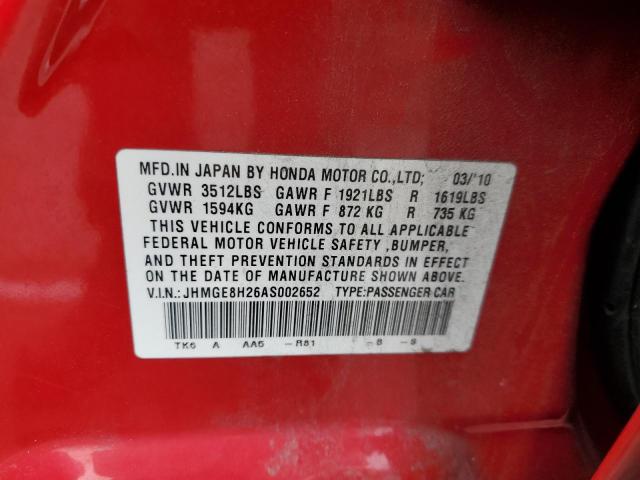 MFD.IN JAPAN BY HONDA MOTOR CO.,LTD; 03/'10
GVWR 3512LBS GAWR F 1921LBS R 1619LBS
GVWR 1594KG GAWR F 872 KG R 735 KG
THIS VEHICLE CONFORMS TO ALL APPLICABLE
FEDERAL MOTOR VEHICLE SAFETY ,BUMPER,
AND THEFT PREVENTION STANDARDS IN EFFECT
ON THE DATE OF MANUFACTURE SHOWN ABOVE.
V.I.N.:JHMGE8H26AS002652 TYPE:PASSENGER CAR
TK6 A AA5 -R81 -B -S